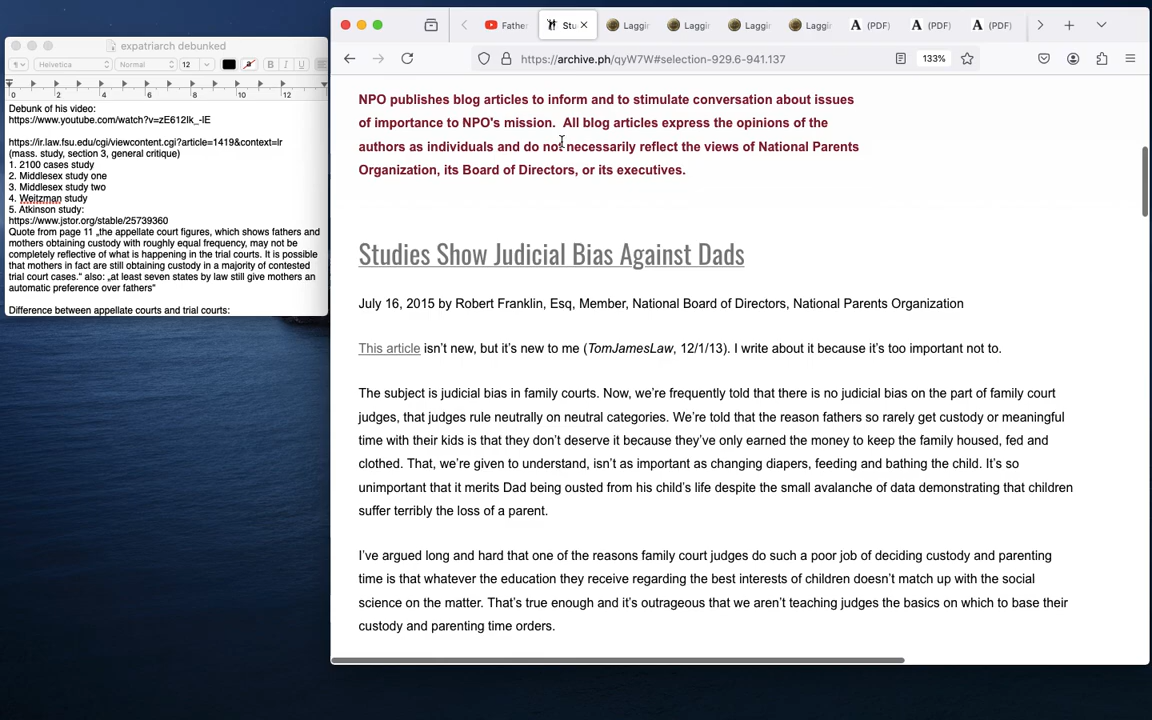 expatriarch debunked
Helvetica
Normal
12
B I U
0 2 4 6 8 10 12
Debunk of his video:
https://www.youtube.com/watch?v=zE612Ik_-lE
https://ir.law.fsu.edu/cgi/viewcontent.cgi?article=1419&context=lr
(mass. study, section 3, general critique)
1. 2100 cases study
2. Middlesex study one
3. Middlesex study two
4. Weitzman study
5. Atkinson study:
https://www.jstor.org/stable/25739360
Quote from page 11 „the appellate court figures, which shows fathers and
mothers obtaining custody with roughly equal frequency, may not be
completely reflective of what is happening in the trial courts. It is possible
that mothers in fact are still obtaining custody in a majority of contested
trial court cases.“ also: „at least seven states by law still give mothers an
automatic preference over fathers“
Difference between appellate courts and trial courts:
Father
Stu
Laggin
Laggin
Laggin
Laggin
A (PDF)
A (PDF)
A (PDF)
https://archive.ph/qyW7W#selection-929.6-941.137
133%
NPO publishes blog articles to inform and to stimulate conversation about issues
of importance to NPO's mission.  All blog articles express the opinions of the
authors as individuals and do not necessarily reflect the views of National Parents
Organization, its Board of Directors, or its executives.
Studies Show Judicial Bias Against Dads
July 16, 2015 by Robert Franklin, Esq, Member, National Board of Directors, National Parents Organization
This article isn’t new, but it’s new to me (TomJamesLaw, 12/1/13). I write about it because it’s too important not to.
The subject is judicial bias in family courts. Now, we’re frequently told that there is no judicial bias on the part of family court
judges, that judges rule neutrally on neutral categories. We’re told that the reason fathers so rarely get custody or meaningful
time with their kids is that they don’t deserve it because they’ve only earned the money to keep the family housed, fed and
clothed. That, we’re given to understand, isn’t as important as changing diapers, feeding and bathing the child. It’s so
unimportant that it merits Dad being ousted from his child’s life despite the small avalanche of data demonstrating that children
suffer terribly the loss of a parent.
I’ve argued long and hard that one of the reasons family court judges do such a poor job of deciding custody and parenting
time is that whatever the education they receive regarding the best interests of children doesn’t match up with the social
science on the matter. That’s true enough and it’s outrageous that we aren’t teaching judges the basics on which to base their
custody and parenting time orders.